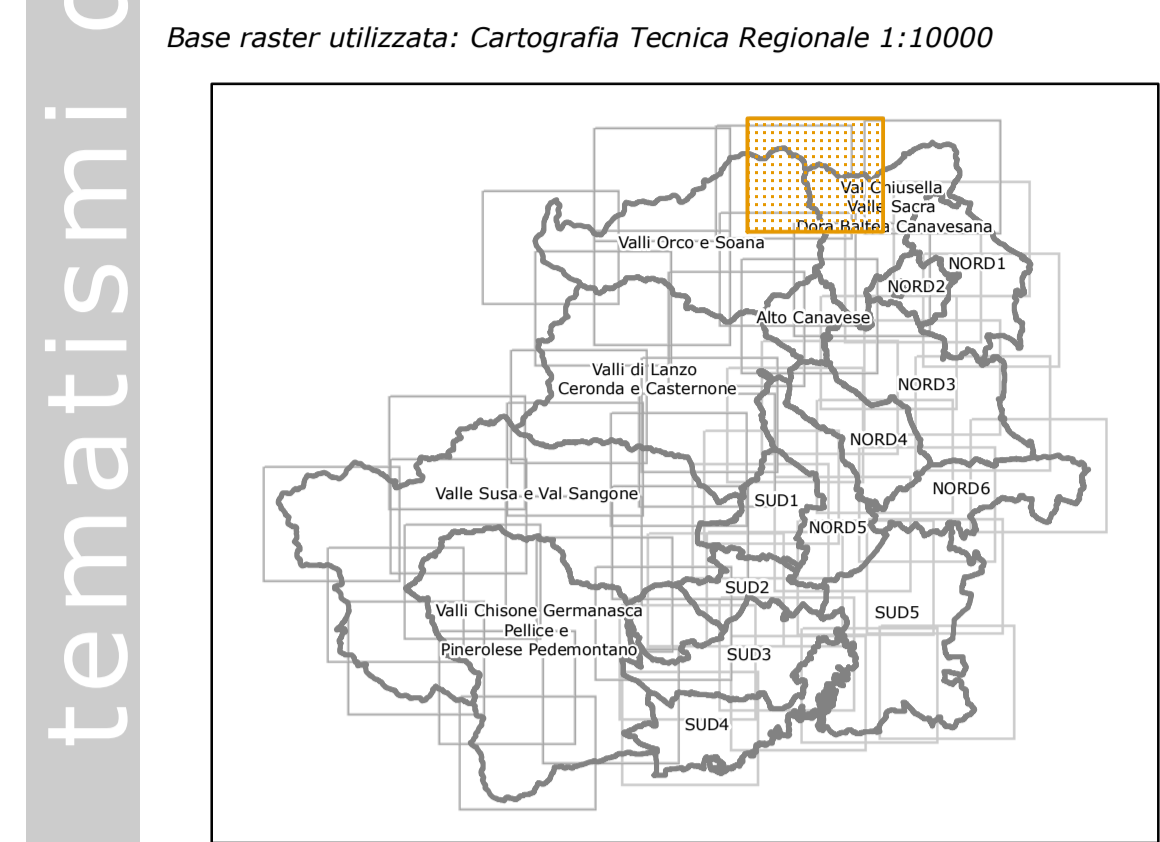 Base raster utilizzata: Cartografia Tecnica Regionale 1:10000
tematismi
Val Chiusella
Valle Sacra
Dora Baltea Canavesana
Valli Orco e Soana
NORD1
NORD2
Alto Canavese
Valli di Lanzo
Ceronda e Casternone
NORD3
NORD4
Valle Susa e Val Sangone
NORD6
SUD1
NORD5
SUD2
Valli Chisone Germanasca
Pellice e
Pinerolese Pedemontano
SUD5
SUD3
SUD4